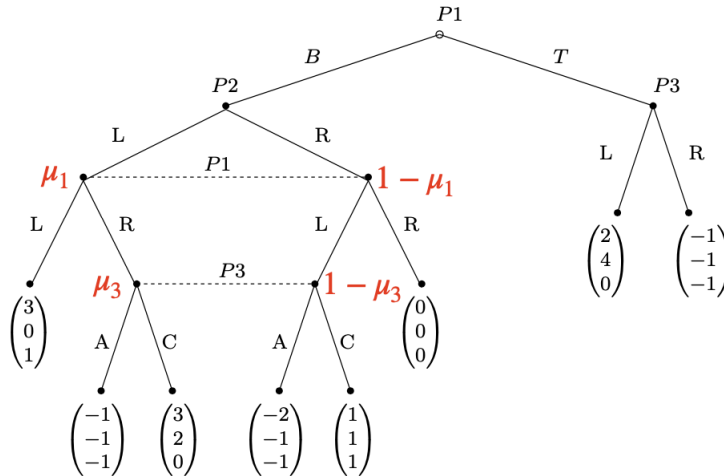 P1
B T
P2 P3
L R L R
μ₁ P1 1 − μ₁
L R L R
(2 4 0) (−1 −1 −1)
μ₃ P3 1 − μ₃
(3 0 1) A C A C (0 0 0)
(−1 −1 −1) (3 2 0) (−2 −1 −1) (1 1 1)